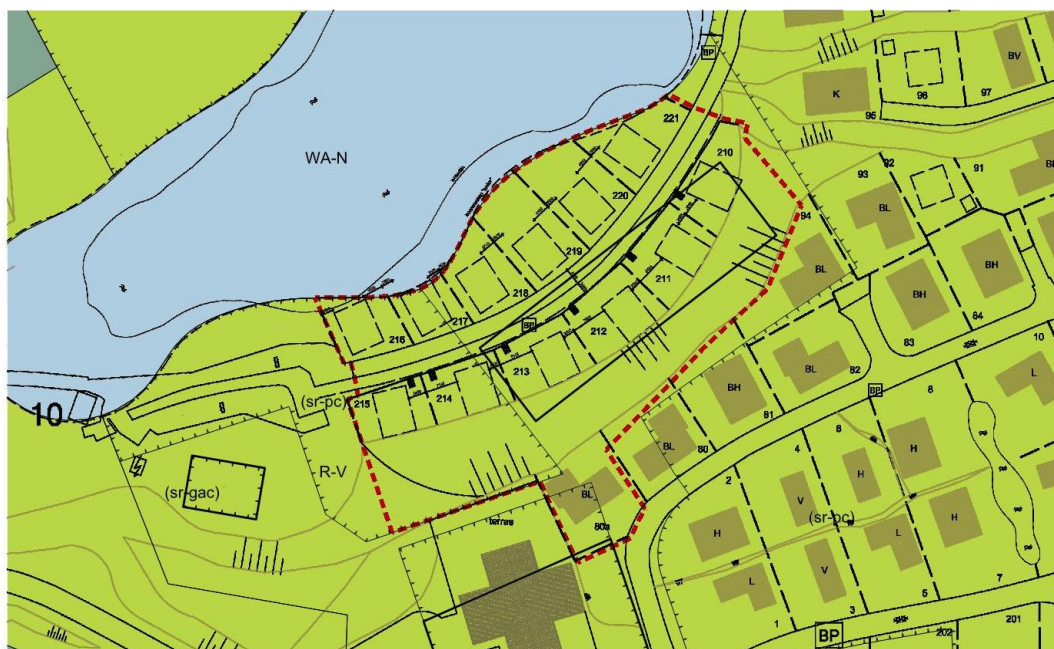 BP
BV
K
98
97
95
221
210
92
91
93
WA-N
220
94
BL
BL
BL
219
211
BH
BH
218
BP
212
217
84
216
83
10
213
BL
82
6
L
(sr-pc)
BP
215
214
BH
81
8
10
R-V
BL
80
4
(sr-gac)
2
H
H
BL
V
(sr-pc)
terras
80a
H
L
H
L
V
7
5
3
1
BP
201
202